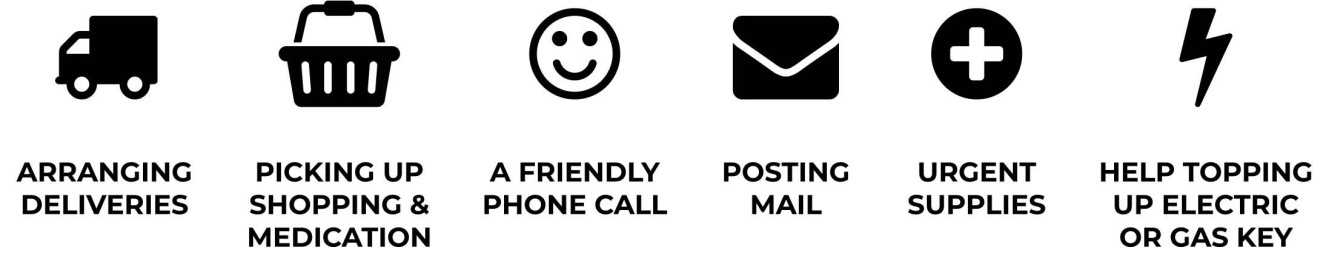 ARRANGING
DELIVERIES
PICKING UP
SHOPPING &
MEDICATION
A FRIENDLY
PHONE CALL
POSTING
MAIL
URGENT
SUPPLIES
HELP TOPPING
UP ELECTRIC
OR GAS KEY